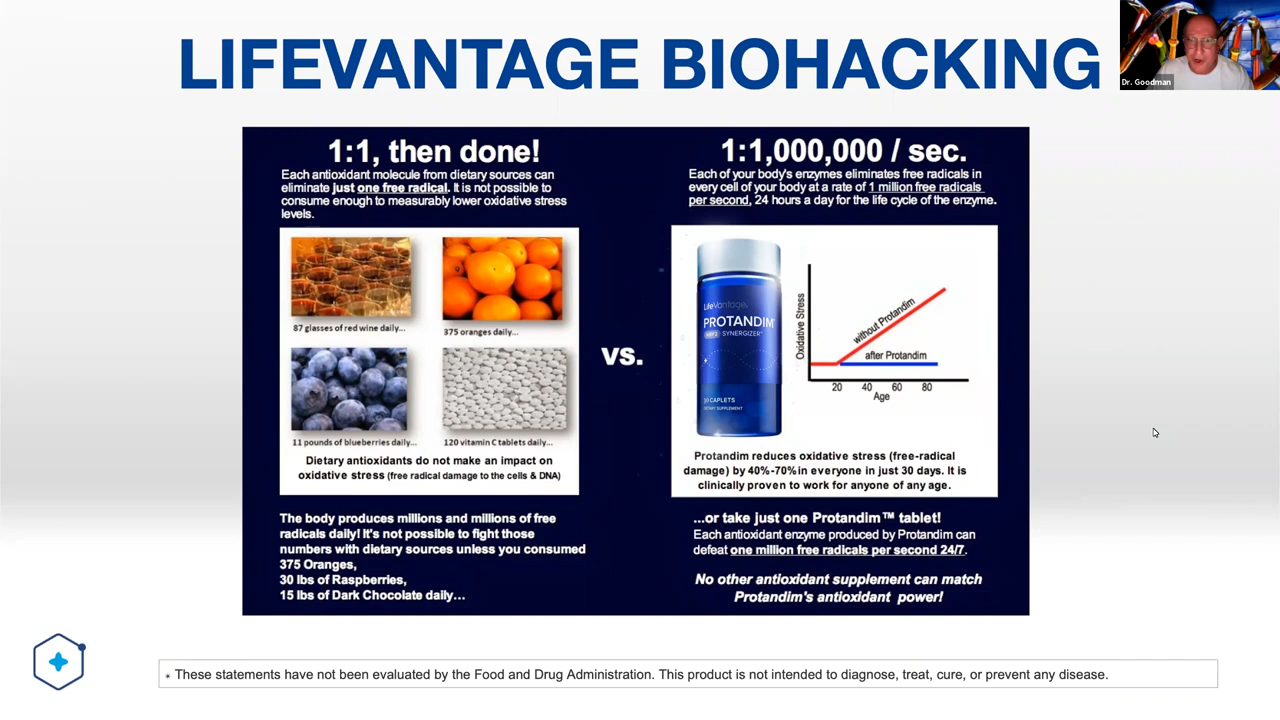 LIFEVANTAGE BIOHACKING
Dr. Goodman
1:1, then done!
Each antioxidant molecule from dietary sources can
eliminate just one free radical. It is not possible to
consume enough to measurably lower oxidative stress
levels.
87 glasses of red wine daily...
375 oranges daily...
11 pounds of blueberries daily...
120 vitamin C tablets daily...
Dietary antioxidants do not make an impact on
oxidative stress (free radical damage to the cells & DNA)
The body produces millions and millions of free
radicals daily! It's not possible to fight those
numbers with dietary sources unless you consumed
375 Oranges,
30 lbs of Raspberries,
15 lbs of Dark Chocolate daily…
vs.
1:1,000,000 / sec.
Each of your body's enzymes eliminates free radicals in
every cell of your body at a rate of 1 million free radicals
per second, 24 hours a day for the life cycle of the enzyme.
LifeVantage
PROTANDIM
NRF2 SYNERGIZER
30 CAPLETS
DIETARY SUPPLEMENT
Oxidative Stress
without Protandim
after Protandim
20 40 60 80
Age
Protandim reduces oxidative stress (free-radical
damage) by 40%-70% in everyone in just 30 days. It is
clinically proven to work for anyone of any age.
...or take just one Protandim™ tablet!
Each antioxidant enzyme produced by Protandim can
defeat one million free radicals per second 24/7.
No other antioxidant supplement can match
Protandim's antioxidant power!
* These statements have not been evaluated by the Food and Drug Administration. This product is not intended to diagnose, treat, cure, or prevent any disease.